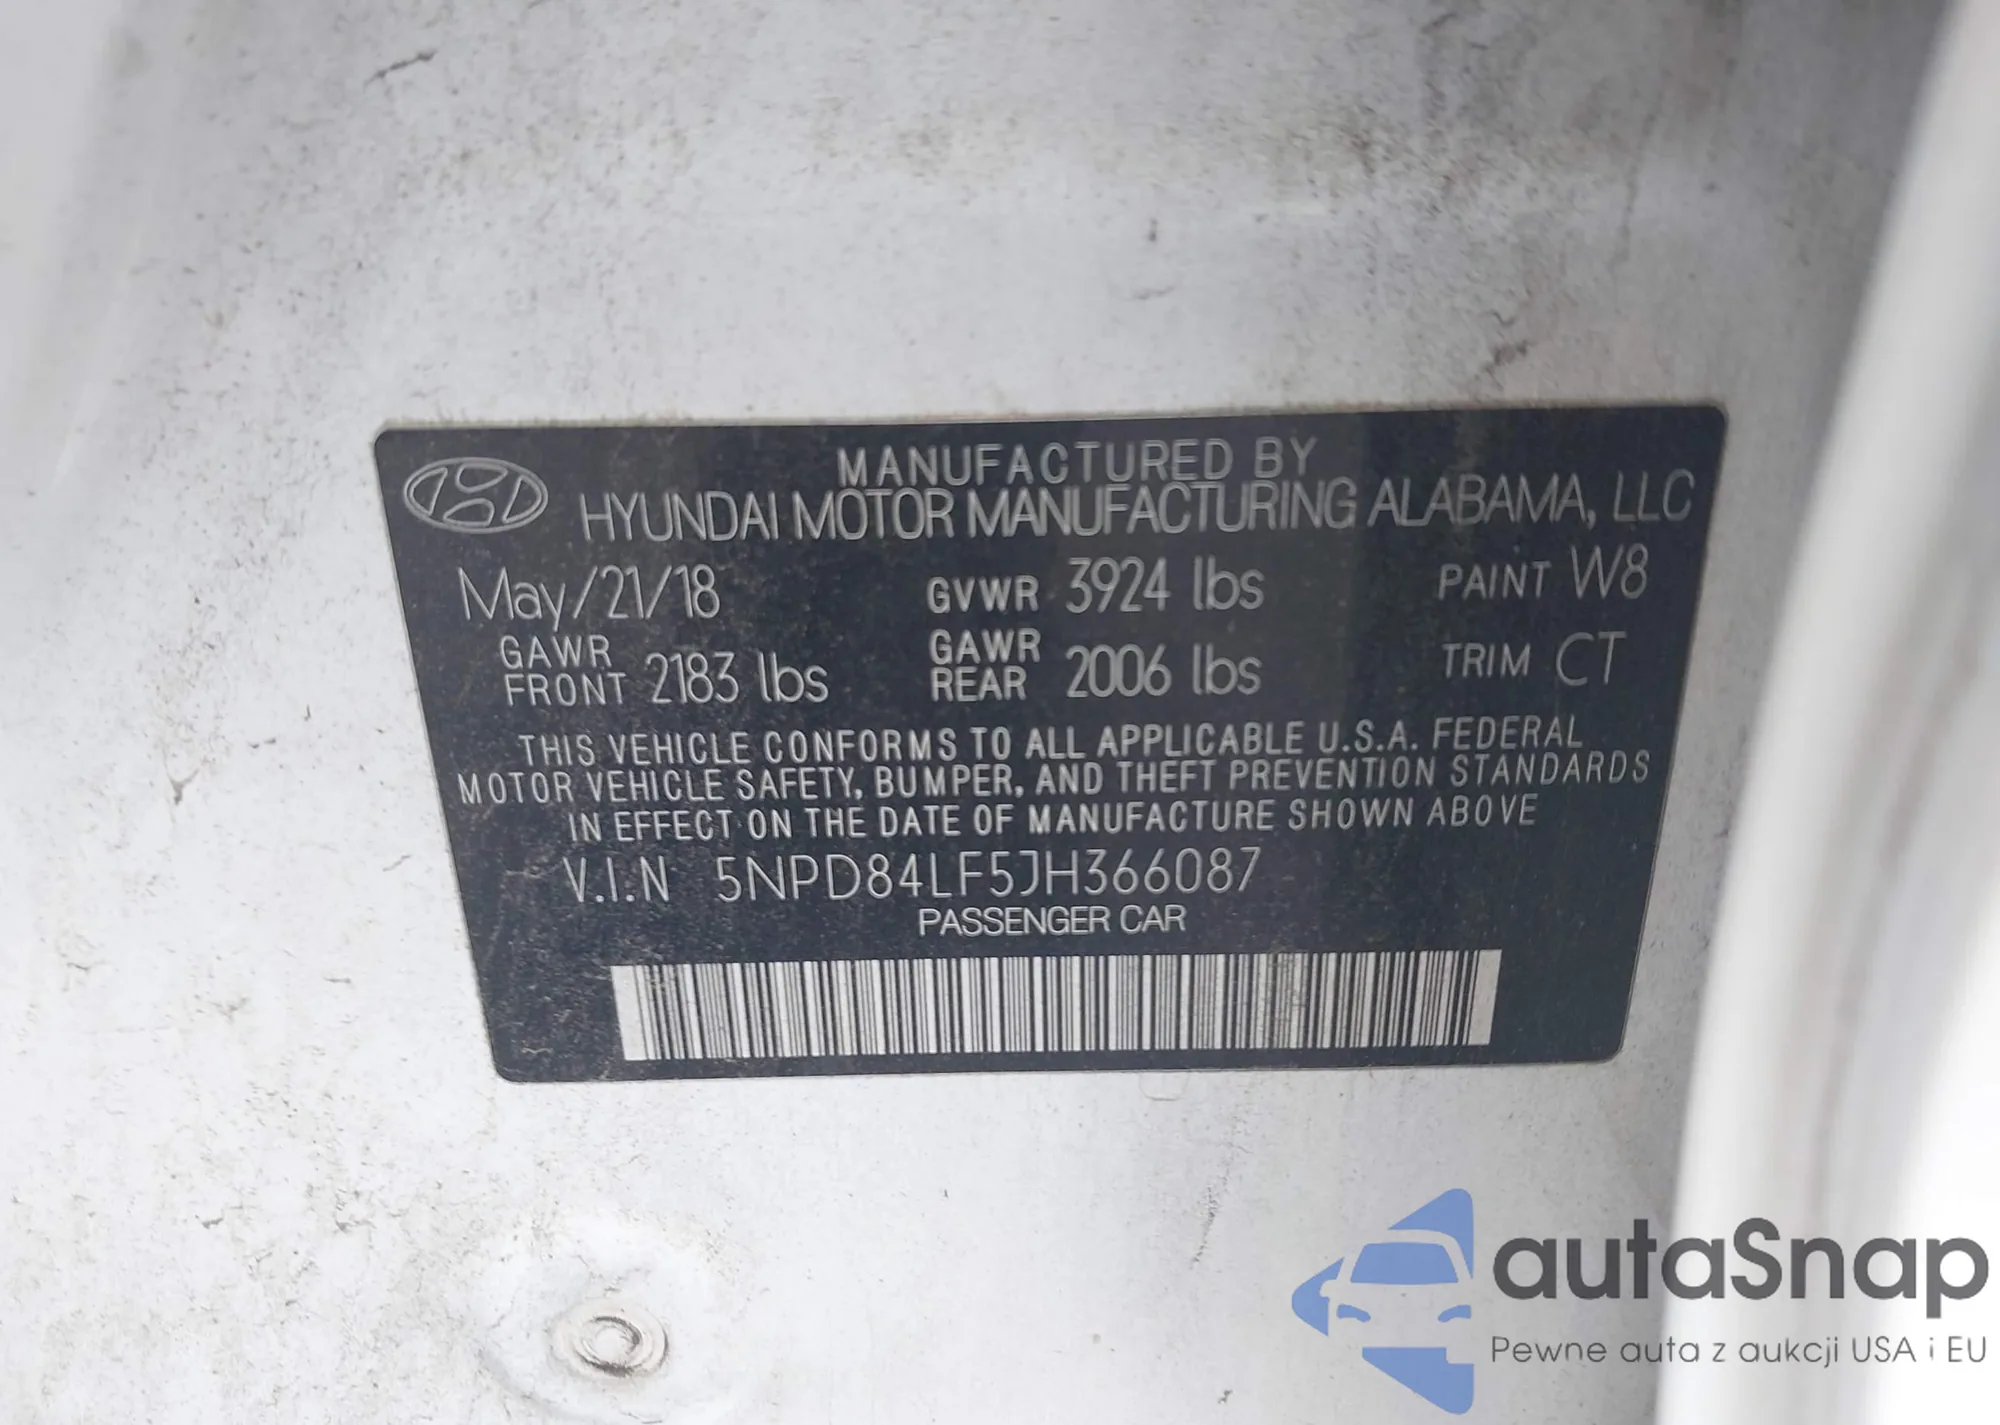 MANUFACTURED BY
HYUNDAI MOTOR MANUFACTURING ALABAMA, LLC
May/21/18 GVWR 3924 lbs PAINT W8
GAWR FRONT 2183 lbs GAWR REAR 2006 lbs TRIM CT
THIS VEHICLE CONFORMS TO ALL APPLICABLE U.S.A. FEDERAL
MOTOR VEHICLE SAFETY, BUMPER, AND THEFT PREVENTION STANDARDS
IN EFFECT ON THE DATE OF MANUFACTURE SHOWN ABOVE
V.I.N 5NPD84LF5JH366087
PASSENGER CAR
autaSnap
Pewne auta z aukcji USA i EU